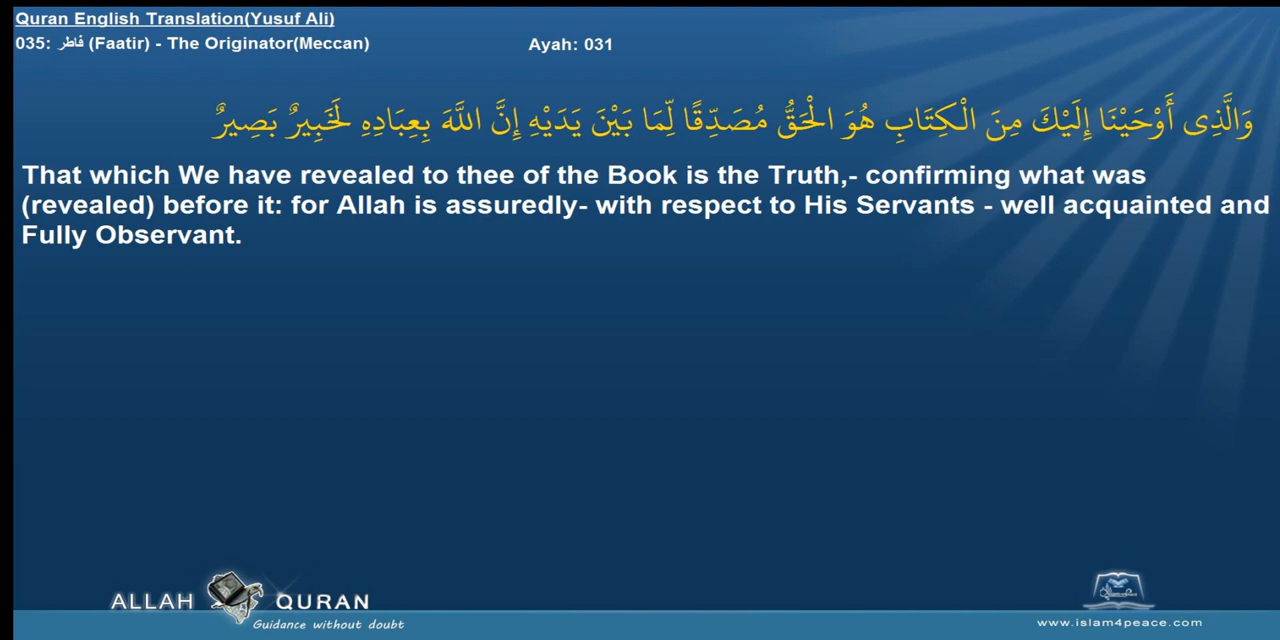 Quran English Translation(Yusuf Ali)
035: فاطر (Faatir) - The Originator(Meccan)
Ayah: 031
وَالَّذِى أَوْحَيْنَا إِلَيْكَ مِنَ الْكِتَابِ هُوَ الْحَقُّ مُصَدِّقًا لِّمَا بَيْنَ يَدَيْهِ إِنَّ اللَّهَ بِعِبَادِهِ لَخَبِيرٌ بَصِيرٌ
That which We have revealed to thee of the Book is the Truth,- confirming what was
(revealed) before it: for Allah is assuredly- with respect to His Servants - well acquainted and
Fully Observant.
ALLAH QURAN
Guidance without doubt
www.islam4peace.com